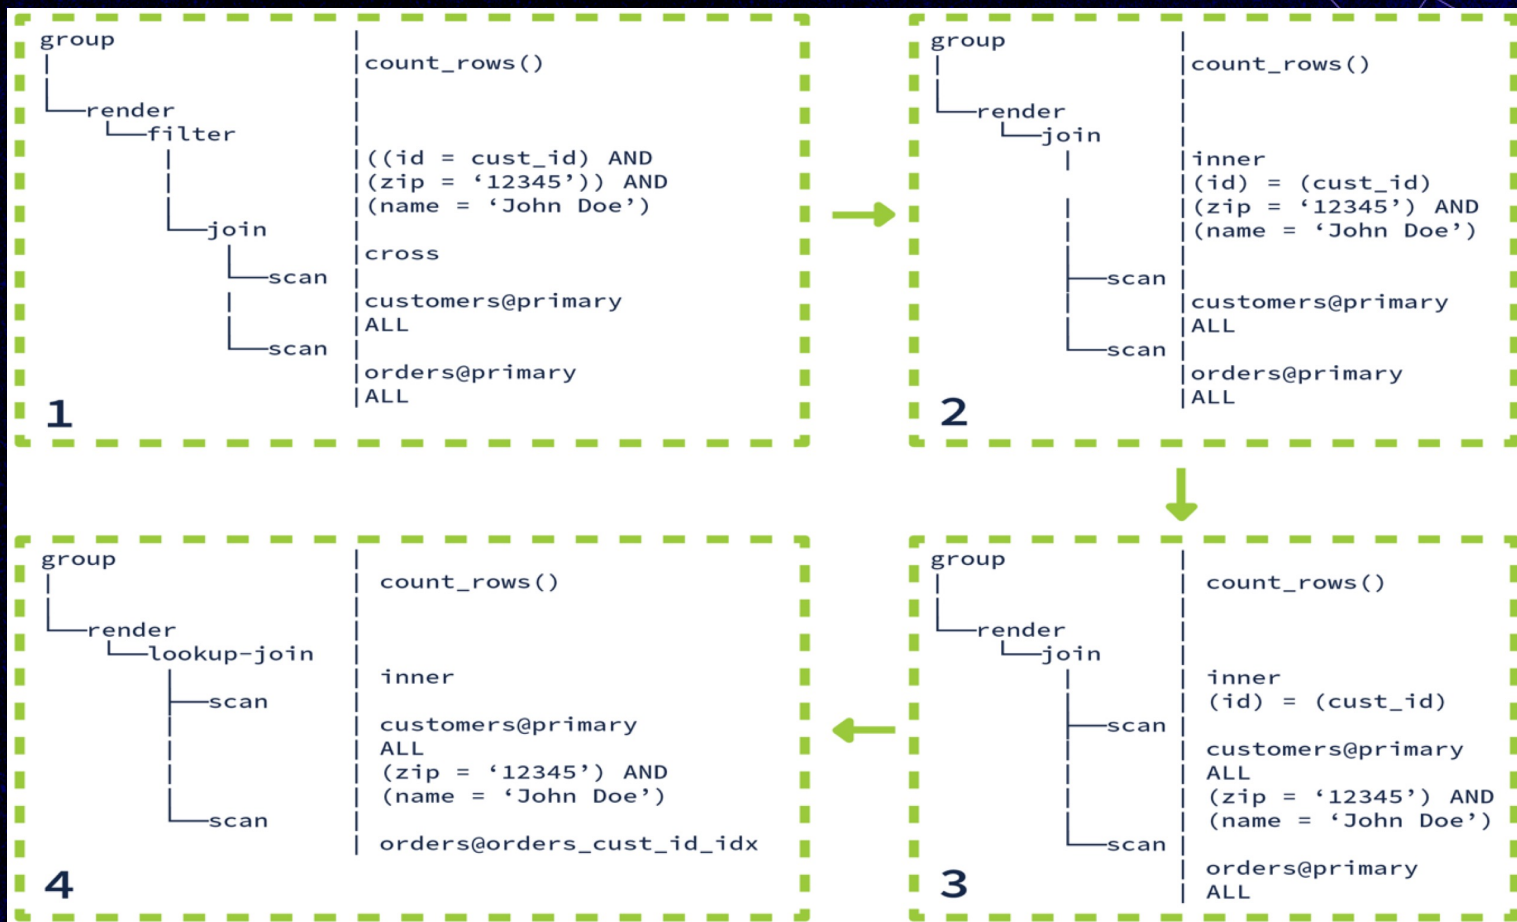 group
count_rows()
render
filter
((id = cust_id) AND
(zip = ‘12345’)) AND
(name = ‘John Doe’)
join
cross
scan
customers@primary
ALL
scan
orders@primary
ALL
1
group
count_rows()
render
join
inner
(id) = (cust_id)
(zip = ‘12345’) AND
(name = ‘John Doe’)
scan
customers@primary
ALL
scan
orders@primary
ALL
2
group
count_rows()
render
join
inner
(id) = (cust_id)
scan
customers@primary
ALL
(zip = ‘12345’) AND
(name = ‘John Doe’)
scan
orders@primary
ALL
3
group
count_rows()
render
lookup-join
inner
scan
customers@primary
ALL
(zip = ‘12345’) AND
(name = ‘John Doe’)
scan
orders@orders_cust_id_idx
4